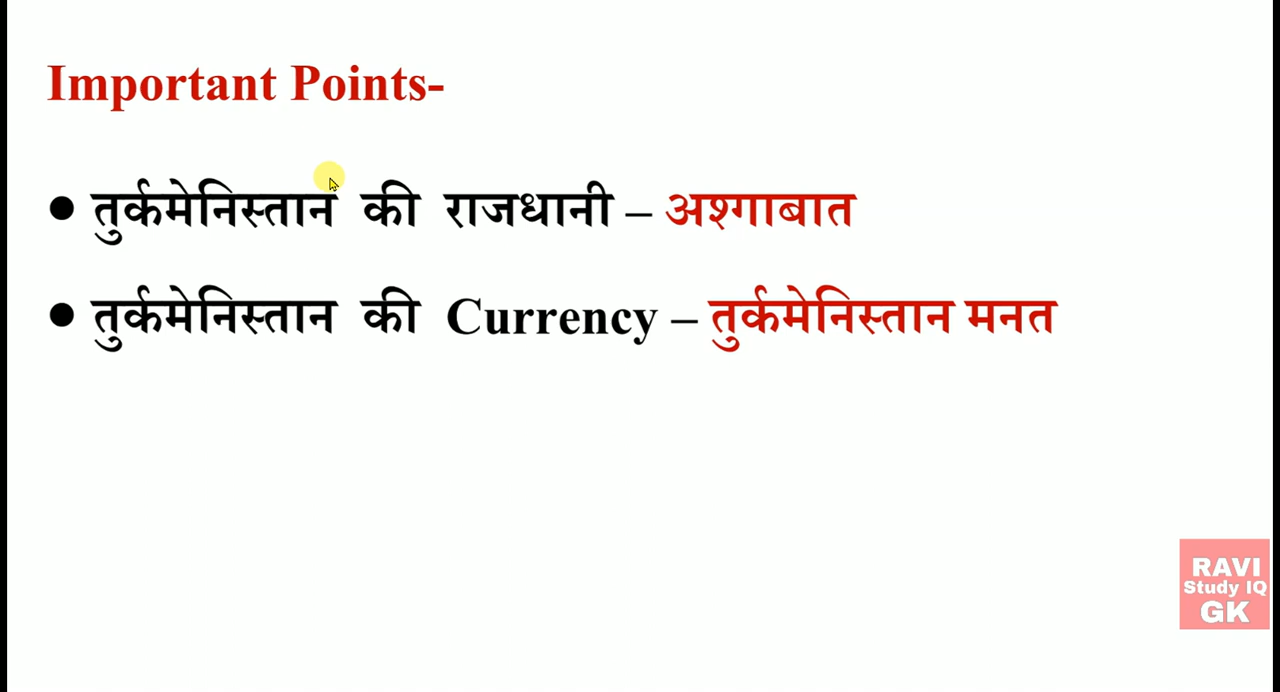 Important Points-
● तुर्कमेनिस्तान की राजधानी – अश्गाबात
● तुर्कमेनिस्तान की Currency – तुर्कमेनिस्तान मनत
RAVI
Study IQ
GK